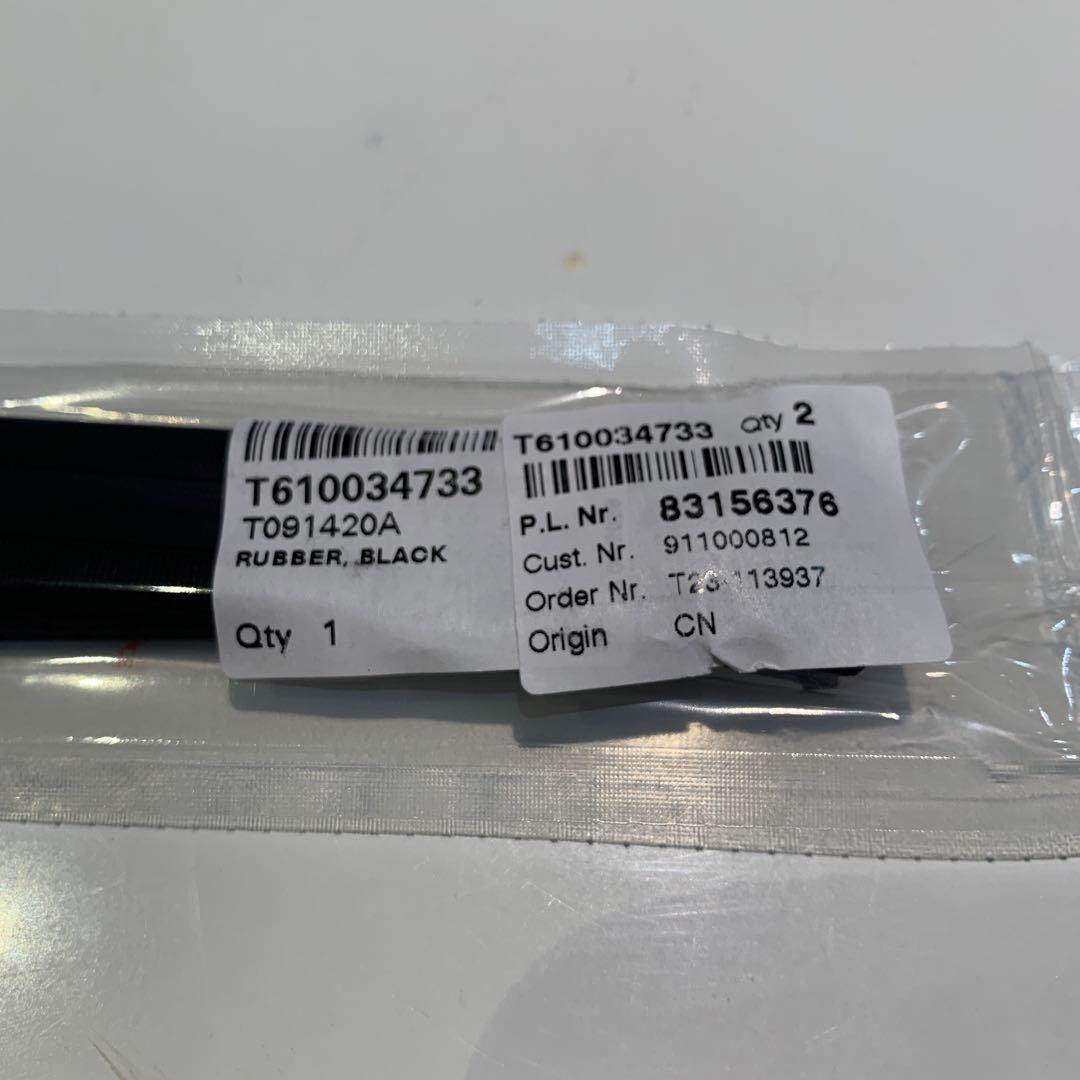 T610034733
T091420A
RUBBER, BLACK
Qty 1
T610034733 Qty 2
P.L. Nr. 83156376
Cust. Nr. 911000812
Order Nr.
Origin CN